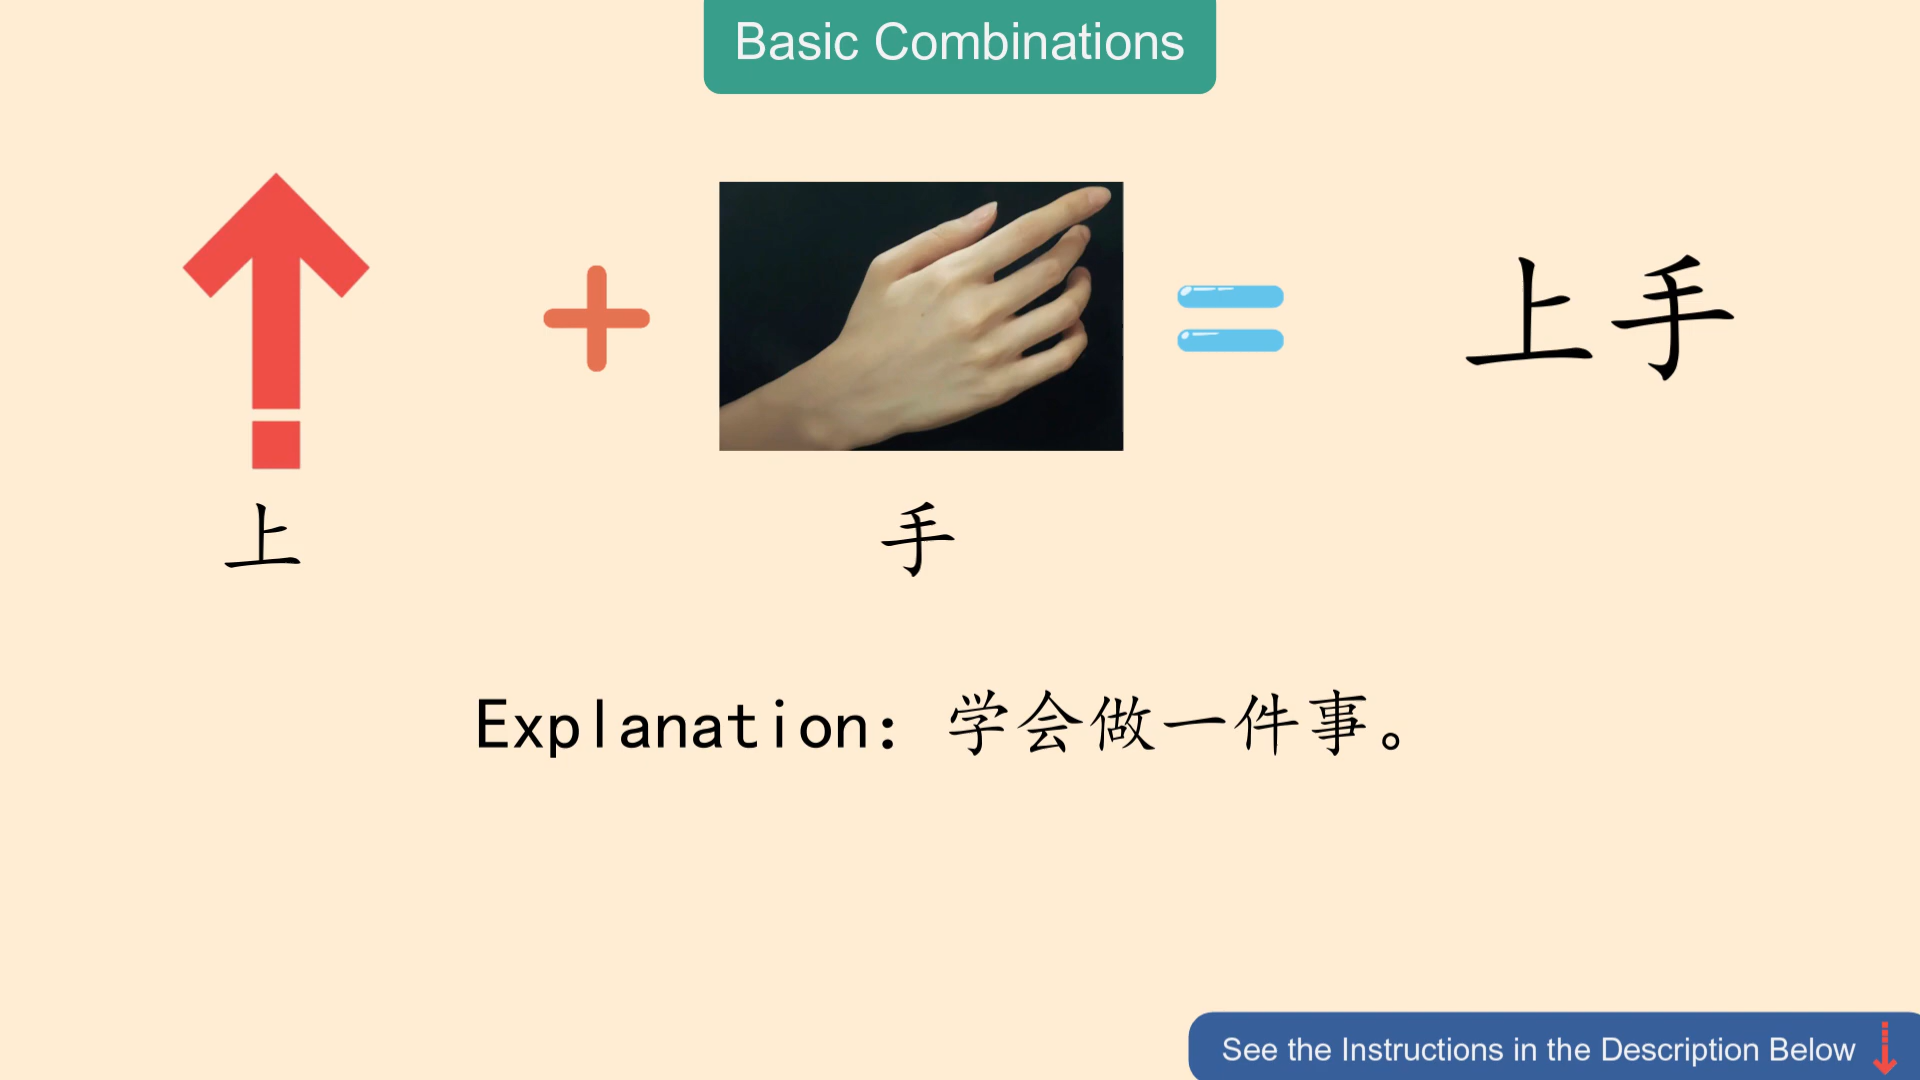 Basic Combinations
上手
上
手
Explanation: 学会做一件事。
See the Instructions in the Description Below